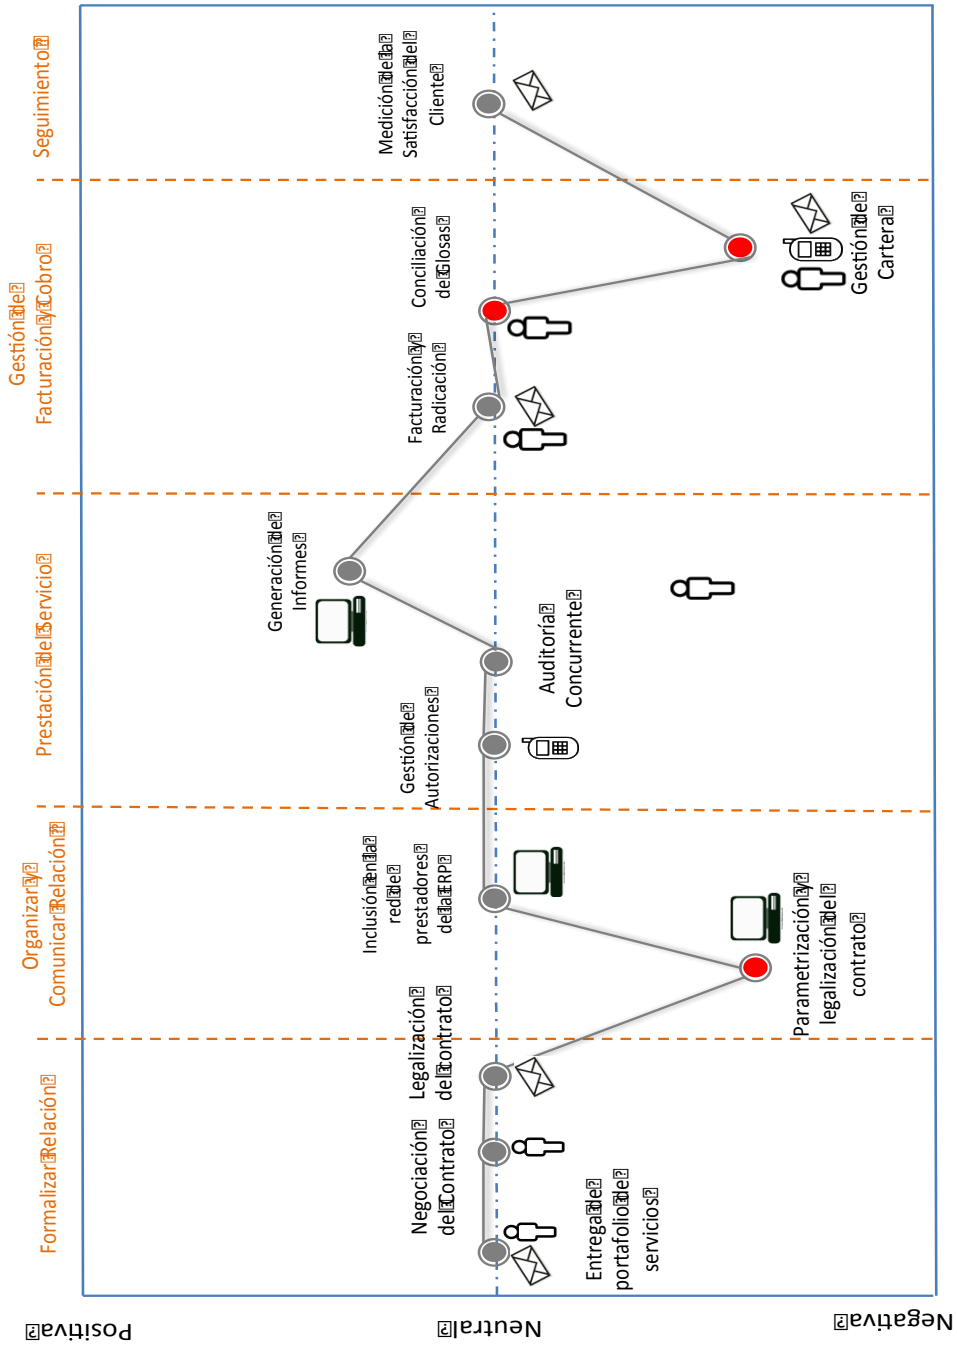 Formalizar Relación
Organizar y
Comunicar Relación
Prestación del Servicio
Gestión de
Facturación y Cobro
Seguimiento
Positiva
Neutral
Negativa
Entrega de
portafolio de
servicios
Negociación
del Contrato
Legalización
del contrato
Parametrización y
legalización del
contrato
Inclusión en la
red de
prestadores
de la ERP
Gestión de
Autorizaciones
Auditoría
Concurrente
Generación de
Informes
Facturación y
Radicación
Conciliación
de Glosas
Gestión de
Cartera
Medición de la
Satisfacción del
Cliente